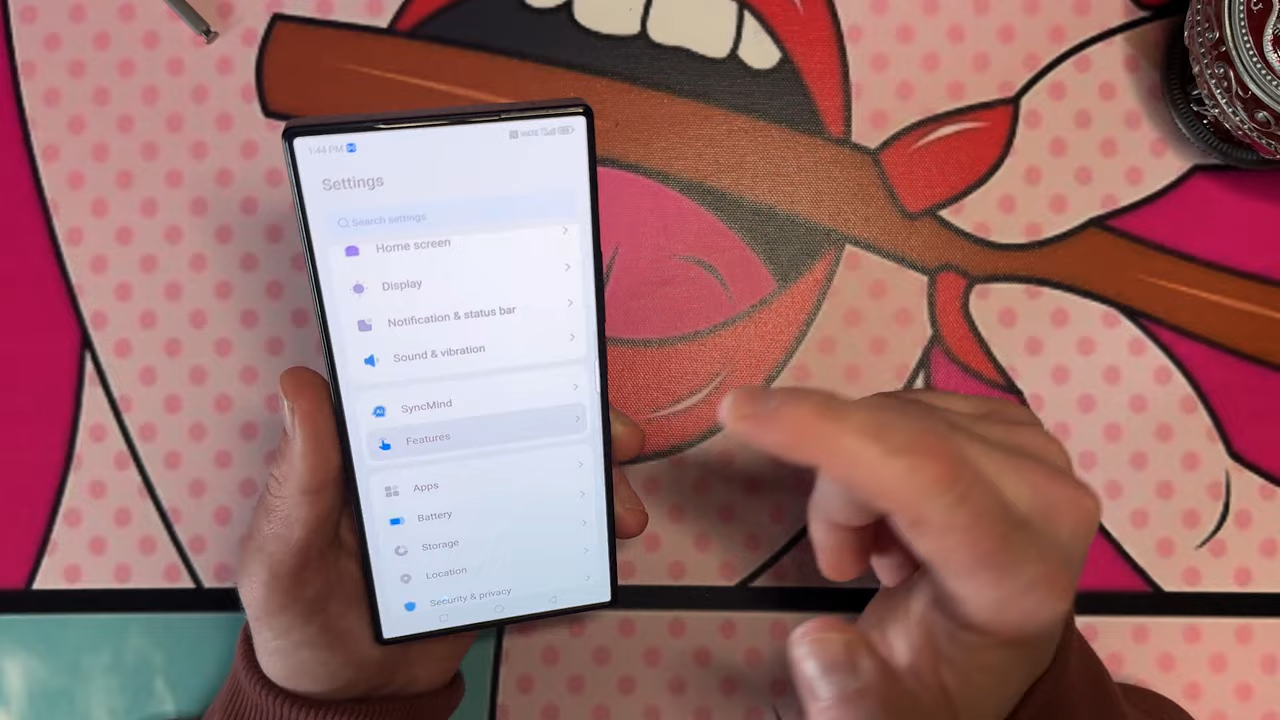 1:44 PM
Settings
Search settings
Home screen
Display
Notification & status bar
Sound & vibration
SyncMind
Features
Apps
Battery
Storage
Location
Security & privacy